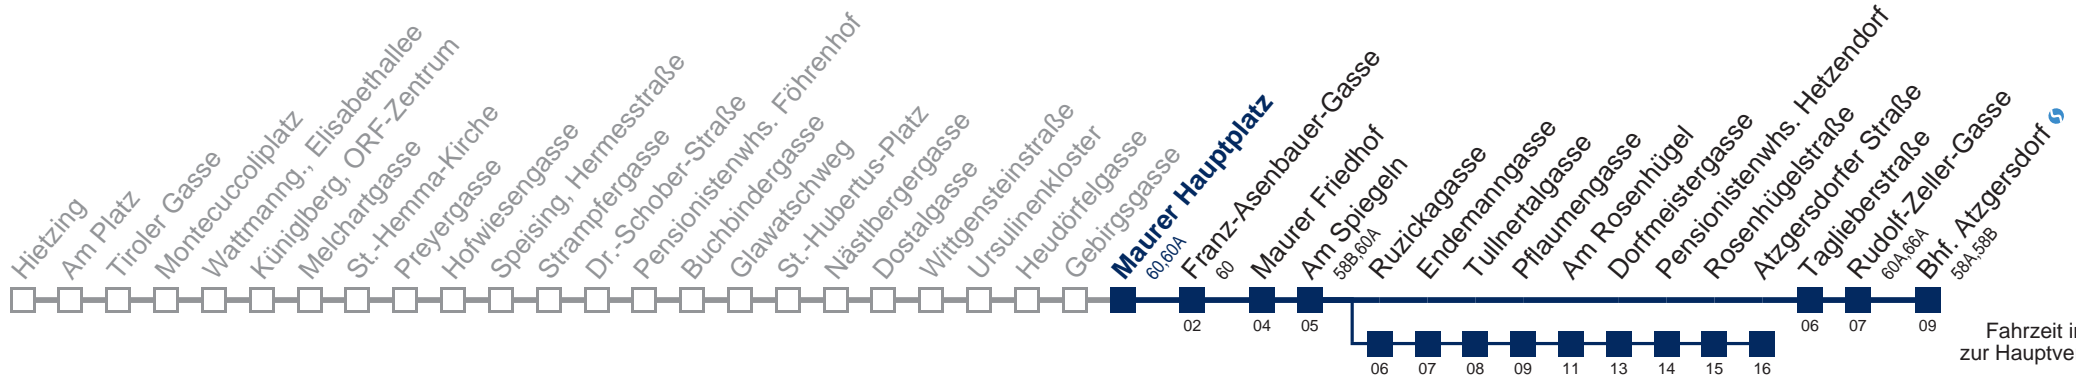 Hietzing
Am Platz
Tiroler Gasse
Montecuccoliplatz
Wattmanng., Elisabethallee
Küniglberg, ORF-Zentrum
Melchartgasse
St.-Hemma-Kirche
Preyergasse
Hofwiesengasse
Speising, Hermesstraße
Strampfergasse
Dr.-Schober-Straße
Pensionistenwhs. Föhrenhof
Buchbindergasse
Glawatschweg
St.-Hubertus-Platz
Nästlbergergasse
Dostalgasse
Wittgensteinstraße
Ursulinenkloster
Heudörfelgasse
Gebirgsgasse
Maurer Hauptplatz
60,60A
Franz-Asenbauer-Gasse
60
Maurer Friedhof
Am Spiegeln
58B,60A
Ruzickagasse
Endemanngasse
Tullnertalgasse
Pflaumengasse
Am Rosenhügel
Dorfmeistergasse
Pensionistenwhs. Hetzendorf
Rosenhügelstraße
Atzgersdorfer Straße
Taglieberstraße
Rudolf-Zeller-Gasse
60A,66A
Bhf. Atzgersdorf
58A,58B
02 04 05 06 07 09
06 07 08 09 11 13 14 15 16
Fahrzeit i
zur Hauptve